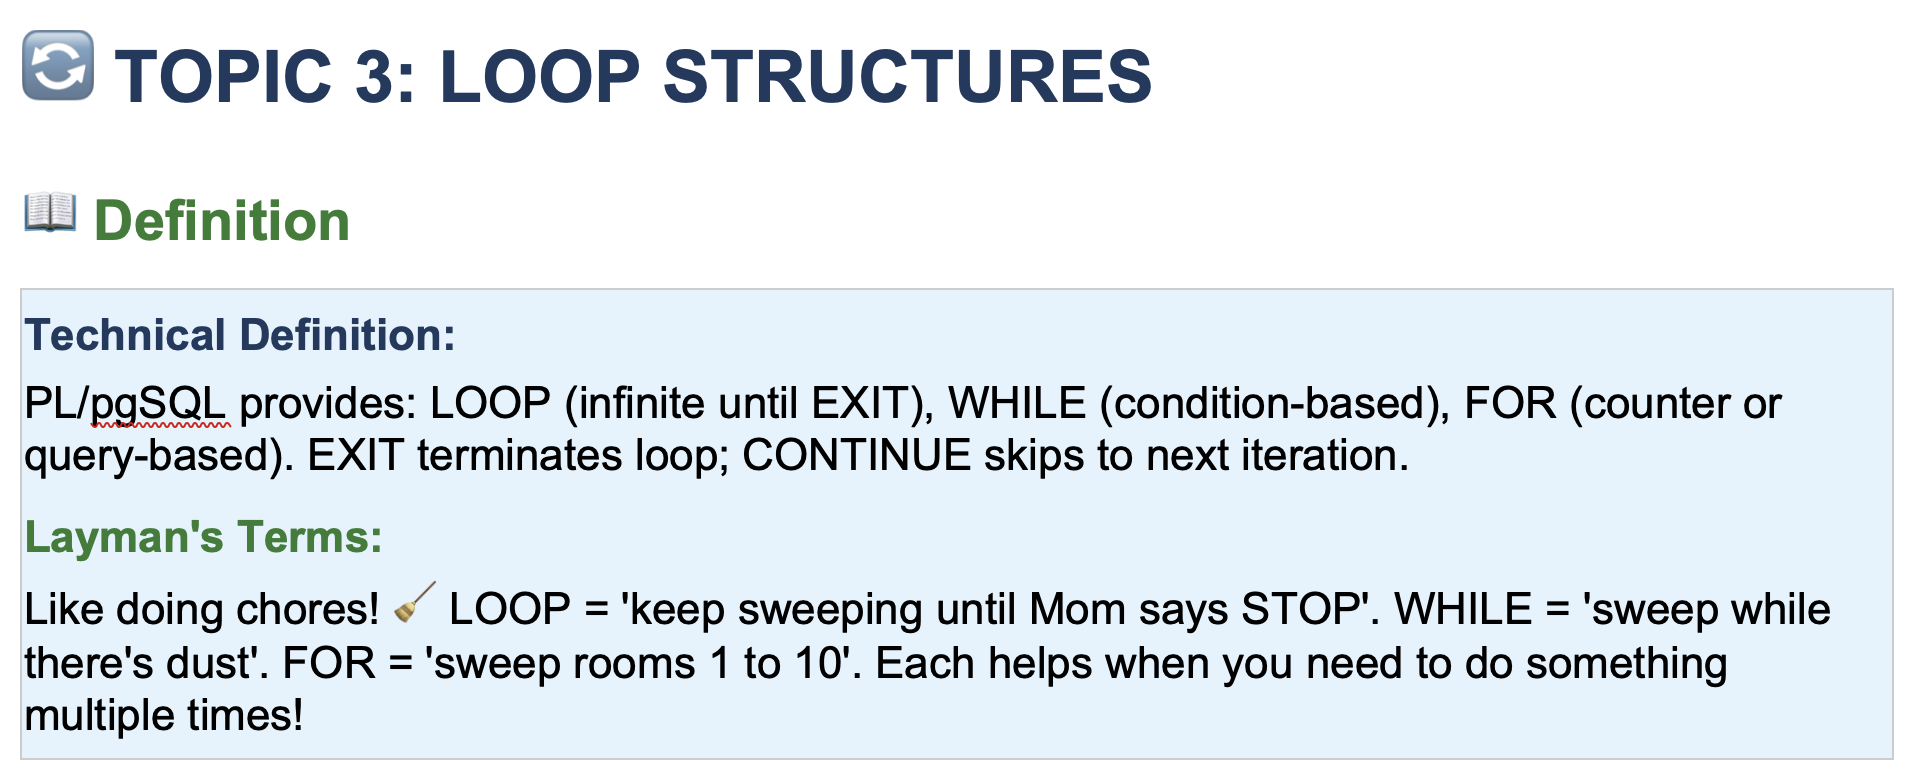 🔄 TOPIC 3: LOOP STRUCTURES
📖 Definition
Technical Definition:
PL/pgSQL provides: LOOP (infinite until EXIT), WHILE (condition-based), FOR (counter or
query-based). EXIT terminates loop; CONTINUE skips to next iteration.
Layman's Terms:
Like doing chores! 🧹 LOOP = 'keep sweeping until Mom says STOP'. WHILE = 'sweep while
there's dust'. FOR = 'sweep rooms 1 to 10'. Each helps when you need to do something
multiple times!